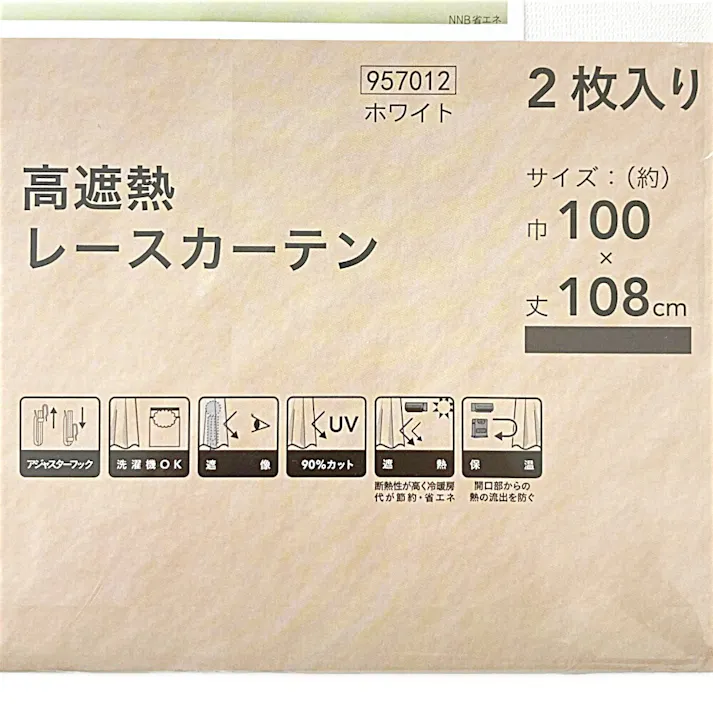 NNB省エネ
957012
ホワイト
2枚入り
高遮熱
レースカーテン
サイズ：（約）
巾100
×
丈108cm
アジャスターフック
洗濯機OK
遮像
UV
90%カット
遮熱
断熱性が高く冷暖房
代が節約・省エネ
保温
開口部からの
熱の流出を防ぐ